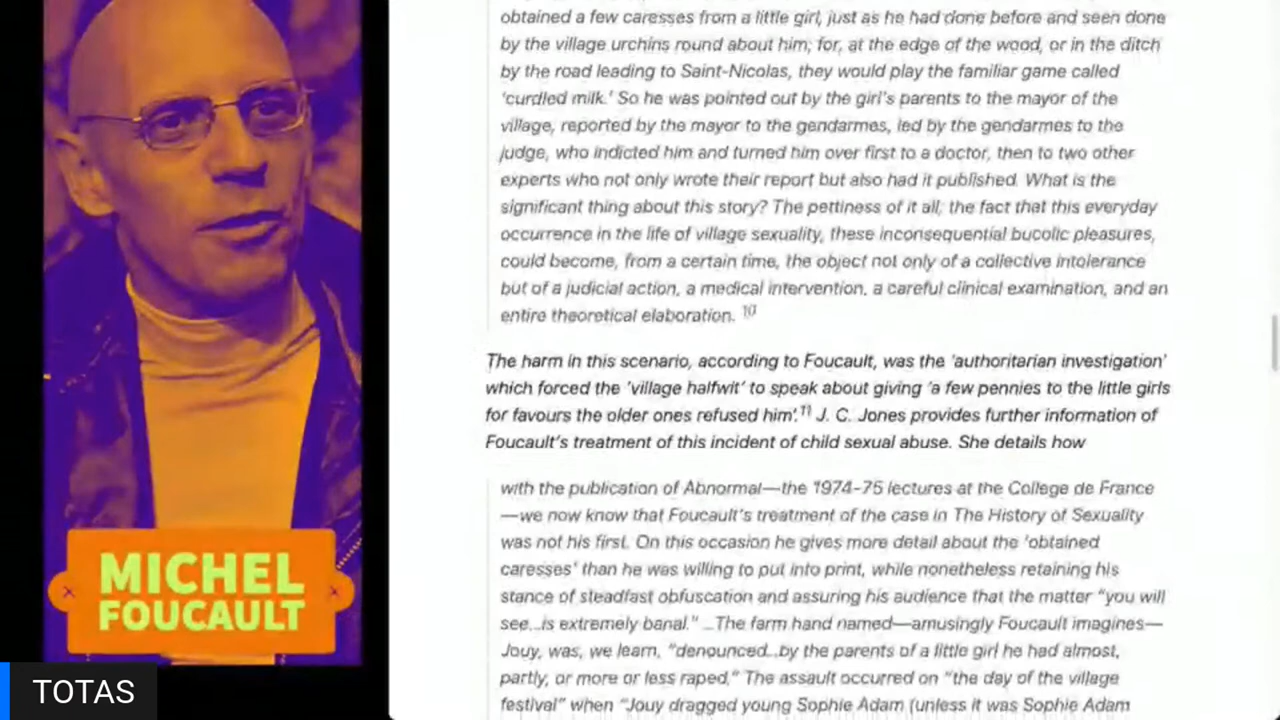 obtained a few caresses from a little girl, just as he had done before and seen done
by the village urchins round about him; for, at the edge of the wood, or in the ditch
by the road leading to Saint-Nicolas, they would play the familiar game called
‘curdled milk.’ So he was pointed out by the girl’s parents to the mayor of the
village, reported by the mayor to the gendarmes, led by the gendarmes to the
judge, who indicted him and turned him over first to a doctor, then to two other
experts who not only wrote their report but also had it published. What is the
significant thing about this story? The pettiness of it all; the fact that this everyday
occurrence in the life of village sexuality, these inconsequential bucolic pleasures,
could become, from a certain time, the object not only of a collective intolerance
but of a judicial action, a medical intervention, a careful clinical examination, and an
entire theoretical elaboration. 10
The harm in this scenario, according to Foucault, was the ‘authoritarian investigation’
which forced the ‘village halfwit’ to speak about giving ‘a few pennies to the little girls
for favours the older ones refused him’.11 J. C. Jones provides further information of
Foucault’s treatment of this incident of child sexual abuse. She details how
with the publication of Abnormal—the 1974-75 lectures at the College de France
—we now know that Foucault’s treatment of the case in The History of Sexuality
was not his first. On this occasion he gives more detail about the ‘obtained
caresses’ than he was willing to put into print, while nonetheless retaining his
stance of steadfast obfuscation and assuring his audience that the matter “you will
see...is extremely banal.” ...The farm hand named—amusingly Foucault imagines—
Jouy, was, we learn, “denounced...by the parents of a little girl he had almost,
partly, or more or less raped.” The assault occurred on “the day of the village
festival” when “Jouy dragged young Sophie Adam (unless it was Sophie Adam
MICHEL
FOUCAULT
TOTAS